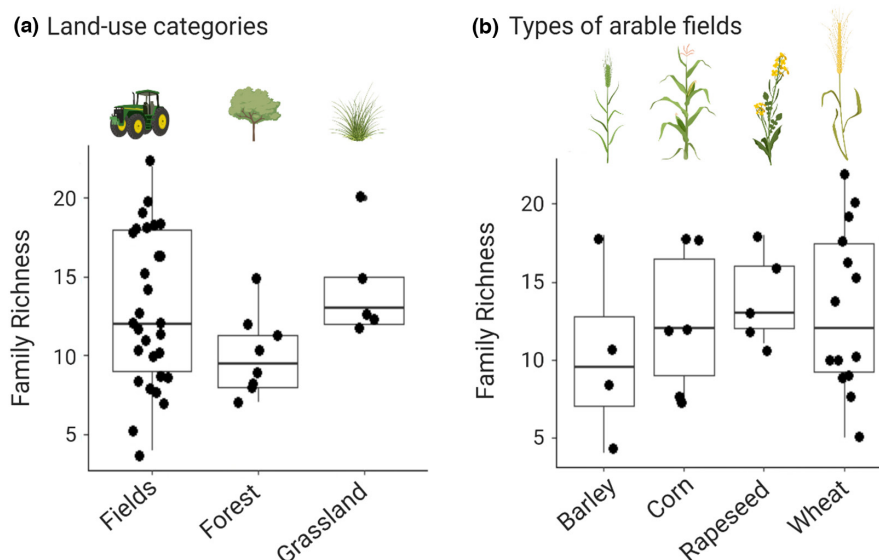 (a) Land-use categories
Family Richness
20
15
10
5
Fields
Forest
Grassland
(b) Types of arable fields
Family Richness
20
15
10
5
Barley
Corn
Rapeseed
Wheat